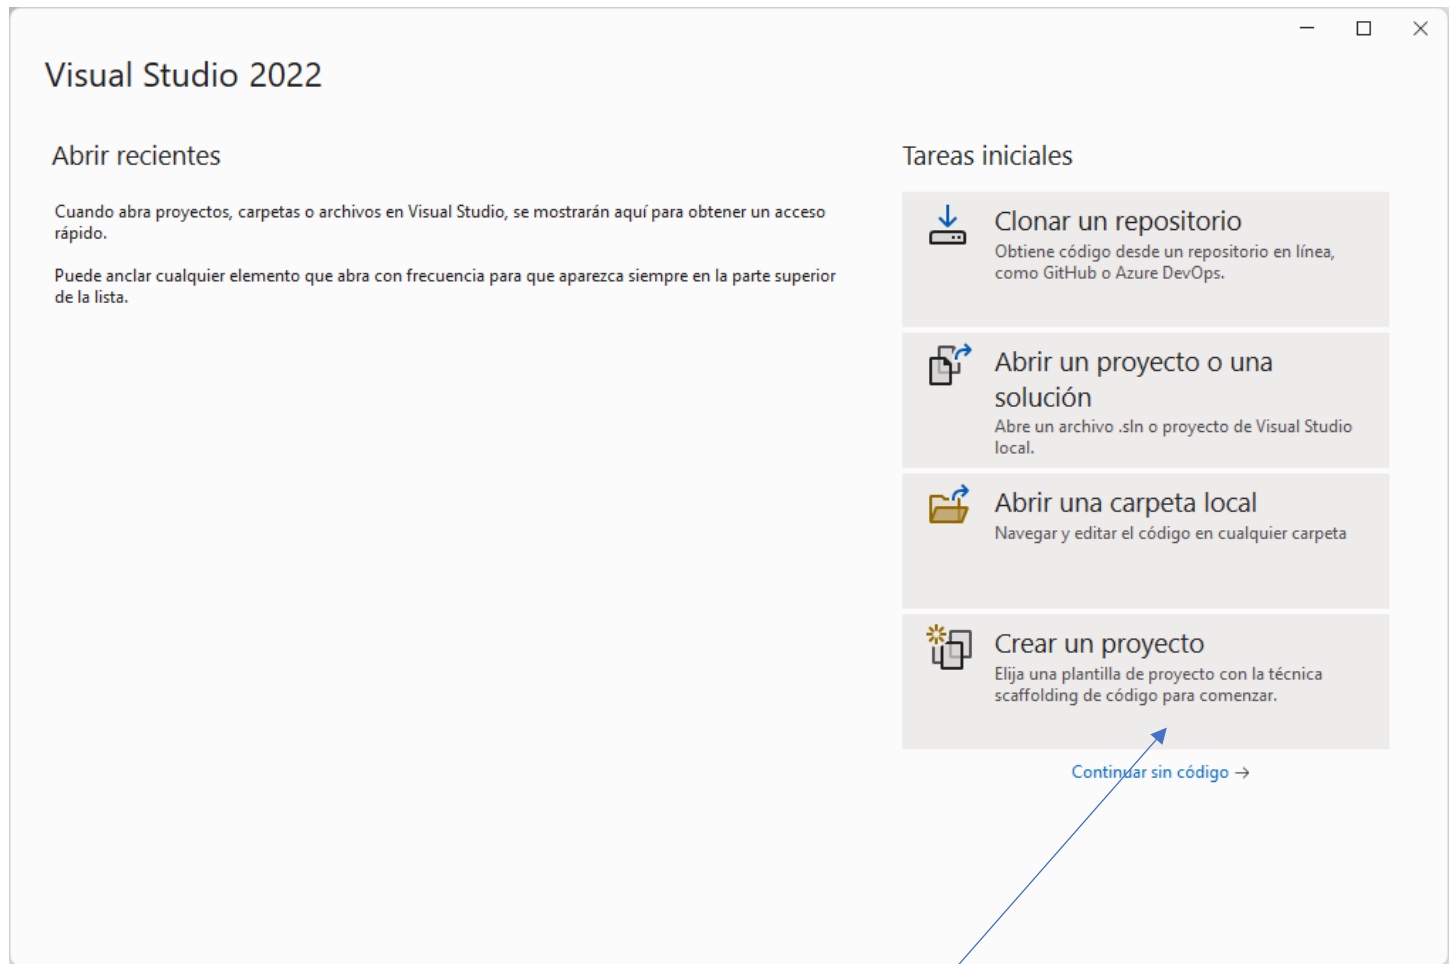 Visual Studio 2022
Abrir recientes
Cuando abra proyectos, carpetas o archivos en Visual Studio, se mostrarán aquí para obtener un acceso
rápido.
Puede anclar cualquier elemento que abra con frecuencia para que aparezca siempre en la parte superior
de la lista.
Tareas iniciales
Clonar un repositorio
Obtiene código desde un repositorio en línea,
como GitHub o Azure DevOps.
Abrir un proyecto o una
solución
Abre un archivo .sln o proyecto de Visual Studio
local.
Abrir una carpeta local
Navegar y editar el código en cualquier carpeta
Crear un proyecto
Elija una plantilla de proyecto con la técnica
scaffolding de código para comenzar.
Continuar sin código →